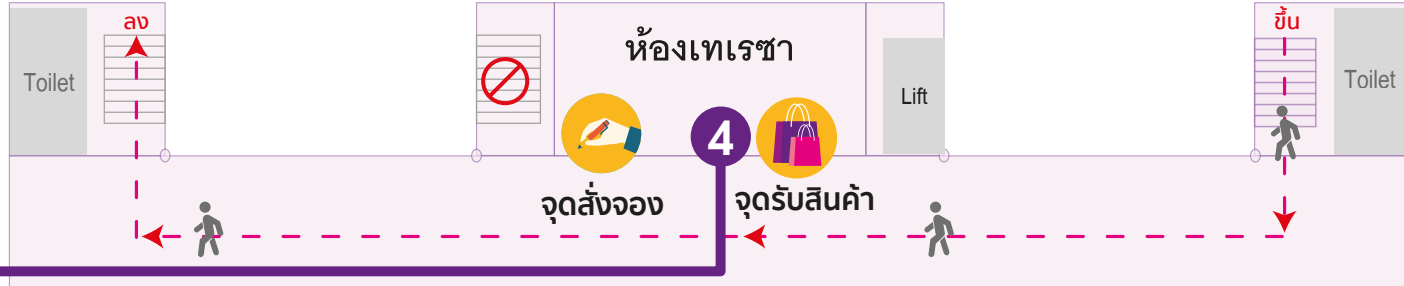 ลง
ขึ้น
ห้องเทเรซา
Toilet
Lift
Toilet
4
จุดสั่งจอง
จุดรับสินค้า